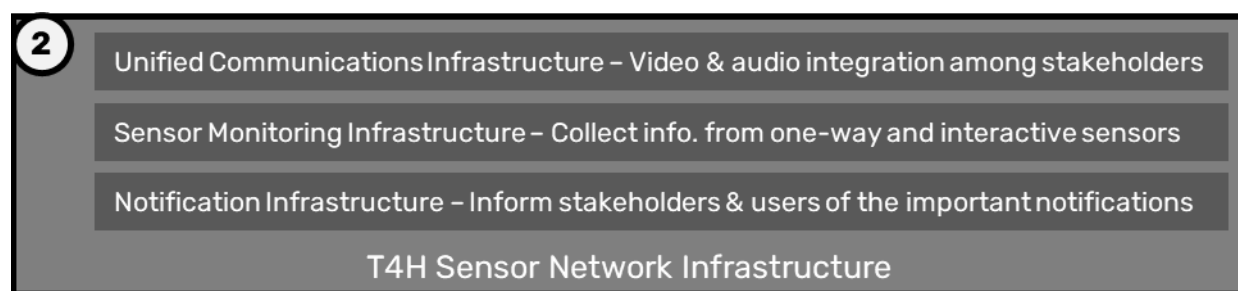 2
Unified Communications Infrastructure – Video & audio integration among stakeholders
Sensor Monitoring Infrastructure – Collect info. from one-way and interactive sensors
Notification Infrastructure – Inform stakeholders & users of the important notifications
T4H Sensor Network Infrastructure